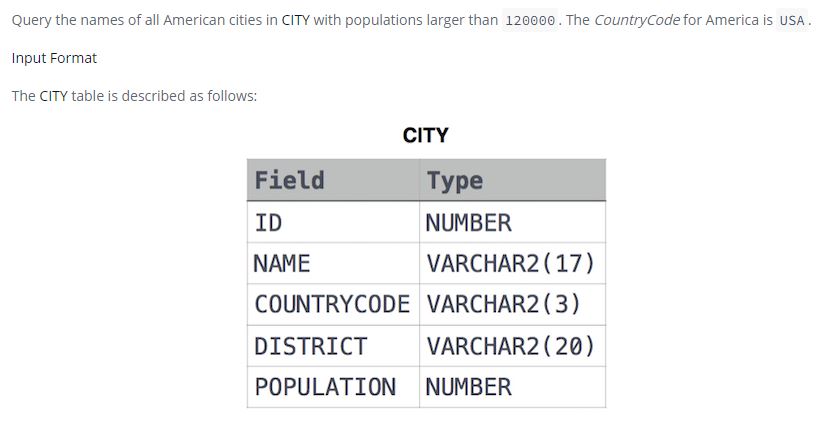 Query the names of all American cities in CITY with populations larger than 120000. The CountryCode for America is USA.
Input Format
The CITY table is described as follows:
CITY
Field Type
ID NUMBER
NAME VARCHAR2(17)
COUNTRYCODE VARCHAR2(3)
DISTRICT VARCHAR2(20)
POPULATION NUMBER